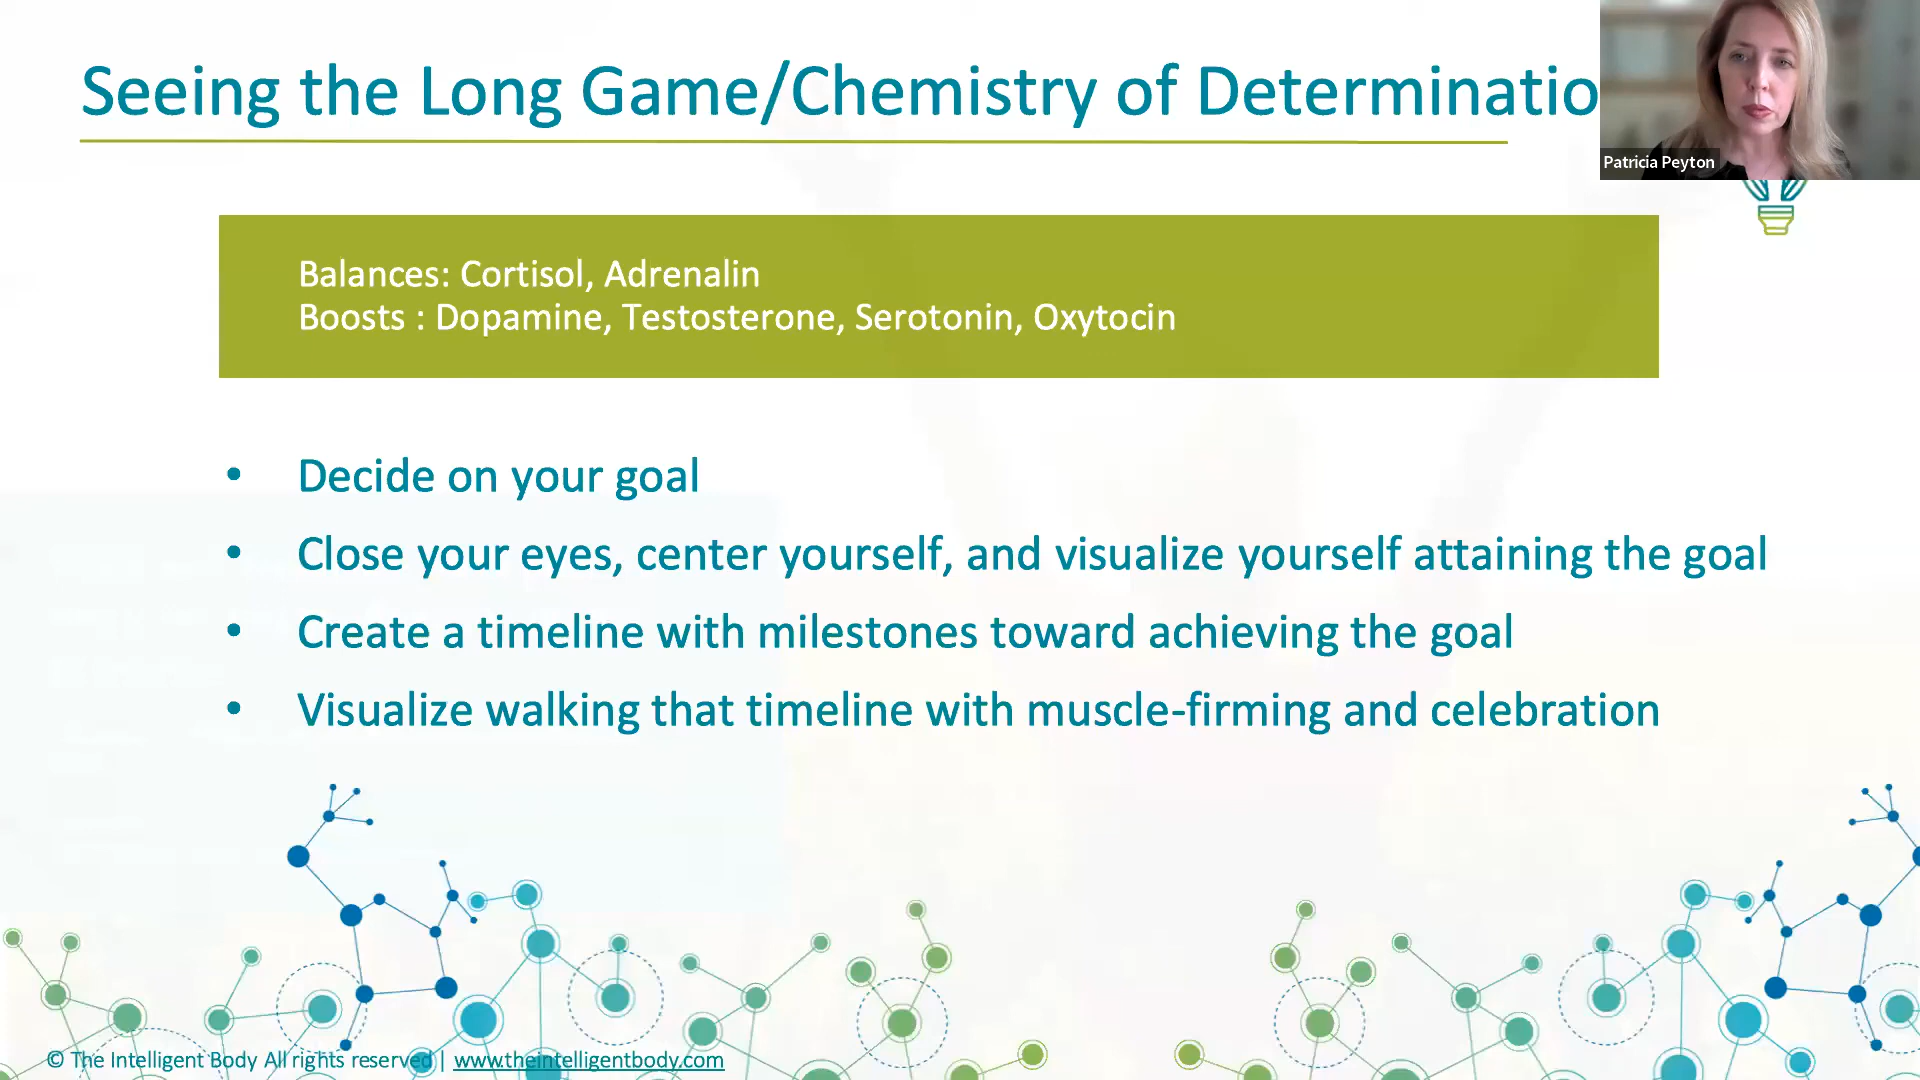 Seeing the Long Game/Chemistry of Determinatio
Patricia Peyton
Balances: Cortisol, Adrenalin
Boosts : Dopamine, Testosterone, Serotonin, Oxytocin
• Decide on your goal
• Close your eyes, center yourself, and visualize yourself attaining the goal
• Create a timeline with milestones toward achieving the goal
• Visualize walking that timeline with muscle-firming and celebration
© The Intelligent Body All rights reserved | www.theintelligentbody.com